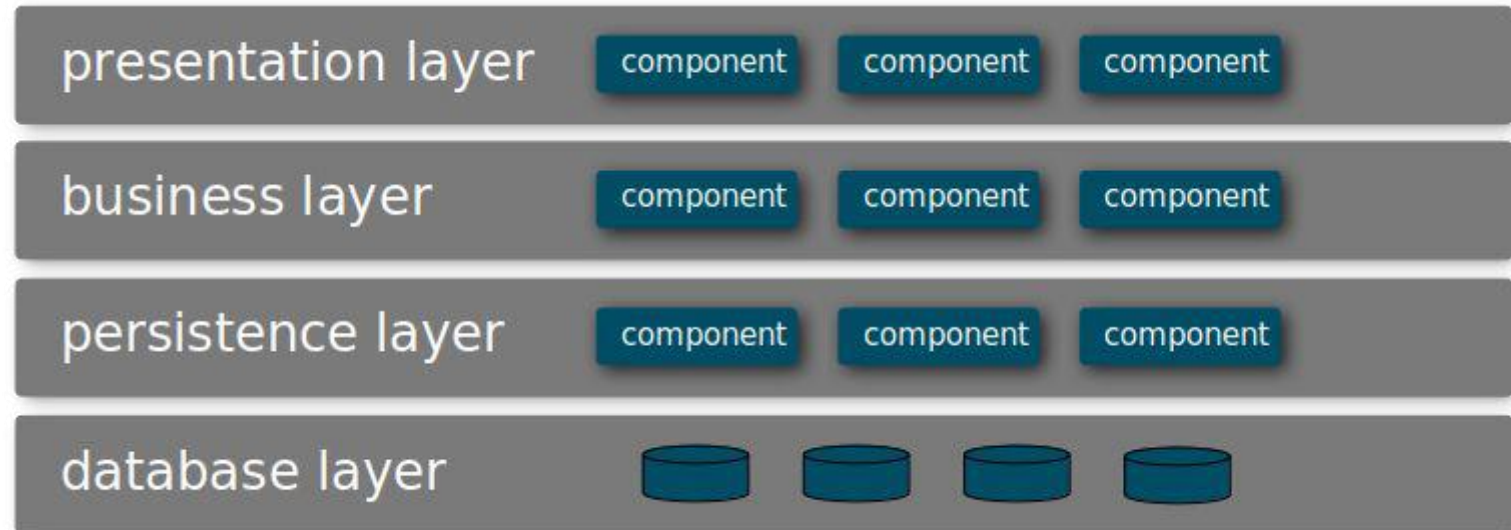 presentation layer component component component
business layer component component component
persistence layer component component component
database layer